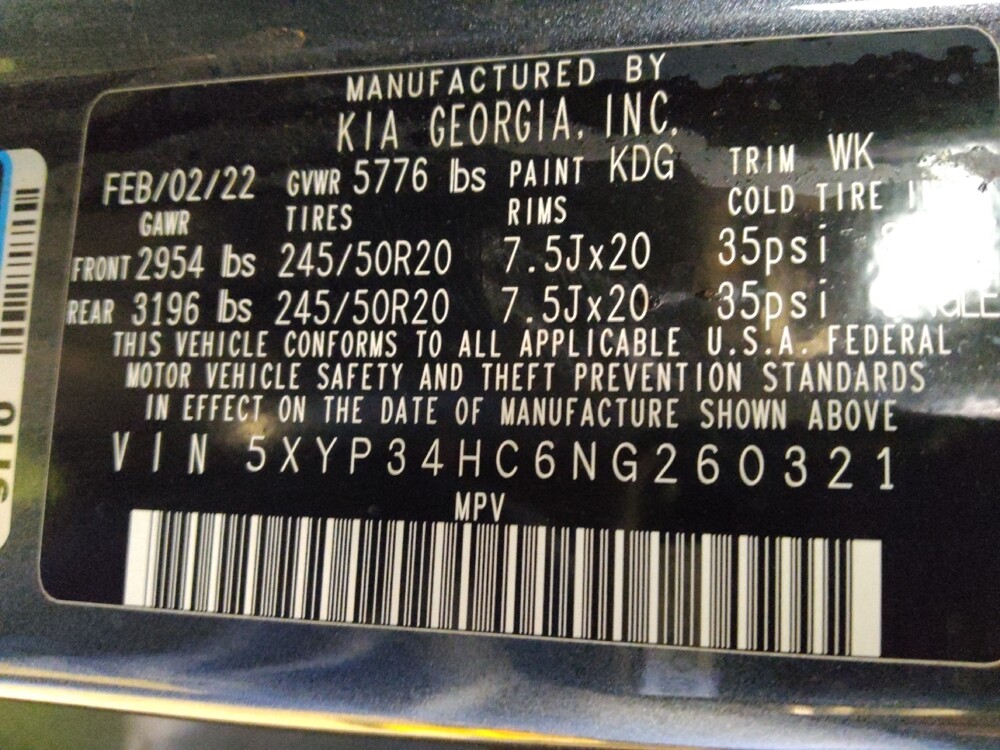 MANUFACTURED BY
KIA GEORGIA, INC.
FEB/02/22 GVWR 5776 lbs PAINT KDG TRIM WK
GAWR TIRES RIMS COLD TIRE
FRONT 2954 lbs 245/50R20 7.5Jx20 35psi
REAR 3196 lbs 245/50R20 7.5Jx20 35psi
THIS VEHICLE CONFORMS TO ALL APPLICABLE U.S.A. FEDERAL
MOTOR VEHICLE SAFETY AND THEFT PREVENTION STANDARDS
IN EFFECT ON THE DATE OF MANUFACTURE SHOWN ABOVE
VIN 5XYP34HC6NG260321
MPV